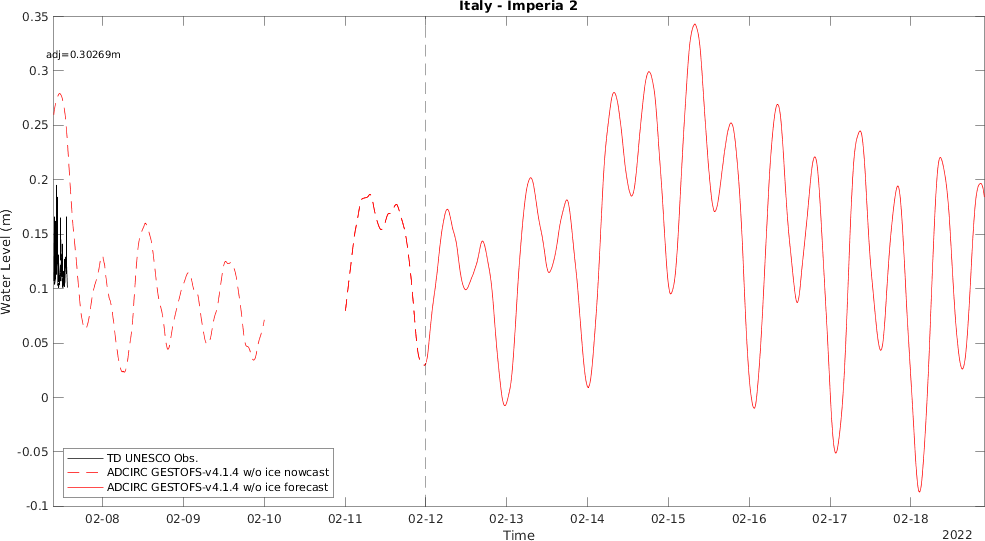 Italy - Imperia 2
adj=0.30269m
0.35
0.3
0.25
0.2
0.15
0.1
0.05
0
-0.05
-0.1
Water Level (m)
TD UNESCO Obs.
ADCIRC GESTOFS-v4.1.4 w/o ice nowcast
ADCIRC GESTOFS-v4.1.4 w/o ice forecast
02-08 02-09 02-10 02-11 02-12 02-13 02-14 02-15 02-16 02-17 02-18
Time
2022